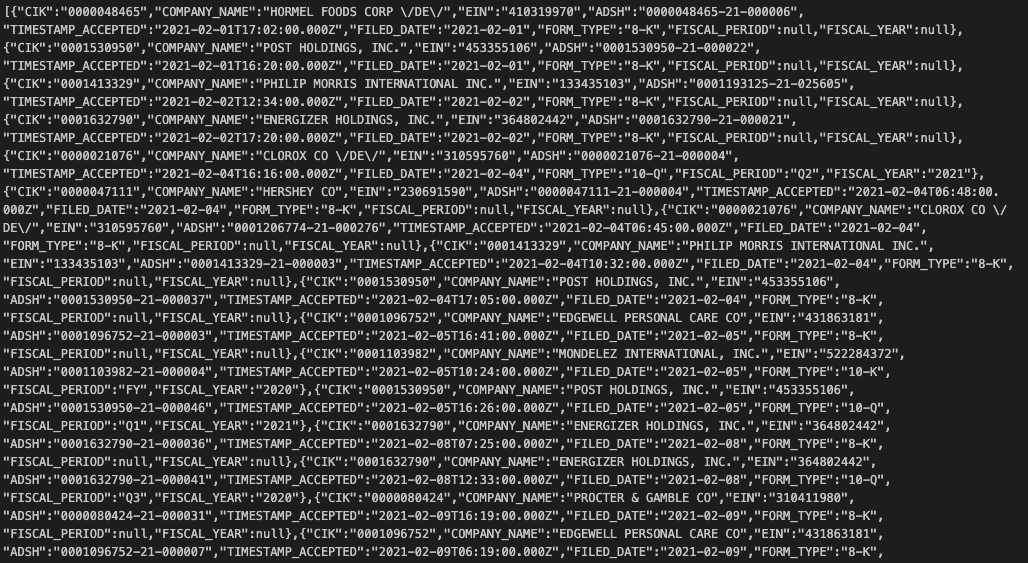 [{"CIK":"0000048465","COMPANY_NAME":"HORMEL FOODS CORP \/DE\/","EIN":"410319970","ADSH":"0000048465-21-000006",
"TIMESTAMP_ACCEPTED":"2021-02-01T17:02:00.000Z","FILED_DATE":"2021-02-01","FORM_TYPE":"8-K","FISCAL_PERIOD":null,"FISCAL_YEAR":null},
{"CIK":"0001530950","COMPANY_NAME":"POST HOLDINGS, INC.","EIN":"453355106","ADSH":"0001530950-21-000022",
"TIMESTAMP_ACCEPTED":"2021-02-01T16:20:00.000Z","FILED_DATE":"2021-02-01","FORM_TYPE":"8-K","FISCAL_PERIOD":null,"FISCAL_YEAR":null},
{"CIK":"0001413329","COMPANY_NAME":"PHILIP MORRIS INTERNATIONAL INC.","EIN":"133435103","ADSH":"0001193125-21-025605",
"TIMESTAMP_ACCEPTED":"2021-02-02T12:34:00.000Z","FILED_DATE":"2021-02-02","FORM_TYPE":"8-K","FISCAL_PERIOD":null,"FISCAL_YEAR":null},
{"CIK":"0001632790","COMPANY_NAME":"ENERGIZER HOLDINGS, INC.","EIN":"364802442","ADSH":"0001632790-21-000021",
"TIMESTAMP_ACCEPTED":"2021-02-02T17:20:00.000Z","FILED_DATE":"2021-02-02","FORM_TYPE":"8-K","FISCAL_PERIOD":null,"FISCAL_YEAR":null},
{"CIK":"0000021076","COMPANY_NAME":"CLOROX CO \/DE\/","EIN":"310595760","ADSH":"0000021076-21-000004",
"TIMESTAMP_ACCEPTED":"2021-02-04T16:16:00.000Z","FILED_DATE":"2021-02-04","FORM_TYPE":"10-Q","FISCAL_PERIOD":"Q2","FISCAL_YEAR":"2021"},
{"CIK":"0000047111","COMPANY_NAME":"HERSHEY CO","EIN":"230691590","ADSH":"0000047111-21-000004","TIMESTAMP_ACCEPTED":"2021-02-04T06:48:00.
000Z","FILED_DATE":"2021-02-04","FORM_TYPE":"8-K","FISCAL_PERIOD":null,"FISCAL_YEAR":null},{"CIK":"0000021076","COMPANY_NAME":"CLOROX CO \/
DE\/","EIN":"310595760","ADSH":"0001206774-21-000276","TIMESTAMP_ACCEPTED":"2021-02-04T06:45:00.000Z","FILED_DATE":"2021-02-04",
"FORM_TYPE":"8-K","FISCAL_PERIOD":null,"FISCAL_YEAR":null},{"CIK":"0001413329","COMPANY_NAME":"PHILIP MORRIS INTERNATIONAL INC.",
"EIN":"133435103","ADSH":"0001413329-21-000003","TIMESTAMP_ACCEPTED":"2021-02-04T10:32:00.000Z","FILED_DATE":"2021-02-04","FORM_TYPE":"8-K",
"FISCAL_PERIOD":null,"FISCAL_YEAR":null},{"CIK":"0001530950","COMPANY_NAME":"POST HOLDINGS, INC.","EIN":"453355106",
"ADSH":"0001530950-21-000037","TIMESTAMP_ACCEPTED":"2021-02-04T17:05:00.000Z","FILED_DATE":"2021-02-04","FORM_TYPE":"8-K",
"FISCAL_PERIOD":null,"FISCAL_YEAR":null},{"CIK":"0001096752","COMPANY_NAME":"EDGEWELL PERSONAL CARE CO","EIN":"431863181",
"ADSH":"0001096752-21-000003","TIMESTAMP_ACCEPTED":"2021-02-05T16:41:00.000Z","FILED_DATE":"2021-02-05","FORM_TYPE":"8-K",
"FISCAL_PERIOD":null,"FISCAL_YEAR":null},{"CIK":"0001103982","COMPANY_NAME":"MONDELEZ INTERNATIONAL, INC.","EIN":"522284372",
"ADSH":"0001103982-21-000004","TIMESTAMP_ACCEPTED":"2021-02-05T10:24:00.000Z","FILED_DATE":"2021-02-05","FORM_TYPE":"10-K",
"FISCAL_PERIOD":"FY","FISCAL_YEAR":"2020"},{"CIK":"0001530950","COMPANY_NAME":"POST HOLDINGS, INC.","EIN":"453355106",
"ADSH":"0001530950-21-000046","TIMESTAMP_ACCEPTED":"2021-02-05T16:26:00.000Z","FILED_DATE":"2021-02-05","FORM_TYPE":"10-Q",
"FISCAL_PERIOD":"Q1","FISCAL_YEAR":"2021"},{"CIK":"0001632790","COMPANY_NAME":"ENERGIZER HOLDINGS, INC.","EIN":"364802442",
"ADSH":"0001632790-21-000036","TIMESTAMP_ACCEPTED":"2021-02-08T07:25:00.000Z","FILED_DATE":"2021-02-08","FORM_TYPE":"8-K",
"FISCAL_PERIOD":null,"FISCAL_YEAR":null},{"CIK":"0001632790","COMPANY_NAME":"ENERGIZER HOLDINGS, INC.","EIN":"364802442",
"ADSH":"0001632790-21-000041","TIMESTAMP_ACCEPTED":"2021-02-08T12:33:00.000Z","FILED_DATE":"2021-02-08","FORM_TYPE":"10-Q",
"FISCAL_PERIOD":"Q3","FISCAL_YEAR":"2020"},{"CIK":"0000080424","COMPANY_NAME":"PROCTER & GAMBLE CO","EIN":"310411980",
"ADSH":"0000080424-21-000031","TIMESTAMP_ACCEPTED":"2021-02-09T16:19:00.000Z","FILED_DATE":"2021-02-09","FORM_TYPE":"8-K",
"FISCAL_PERIOD":null,"FISCAL_YEAR":null},{"CIK":"0001096752","COMPANY_NAME":"EDGEWELL PERSONAL CARE CO","EIN":"431863181",
"ADSH":"0001096752-21-000007","TIMESTAMP_ACCEPTED":"2021-02-09T06:19:00.000Z","FILED_DATE":"2021-02-09","FORM_TYPE":"8-K",